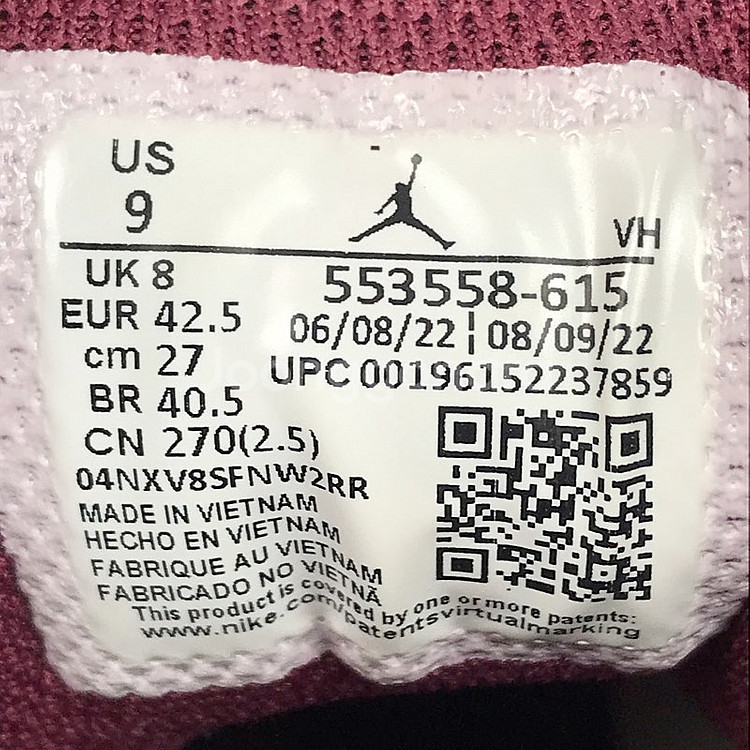 US
9
VH
UK 8
EUR 42.5
cm 27
BR 40.5
CN 270(2.5)
553558-615
06/08/22 ¦ 08/09/22
UPC 00196152237859
04NXV8SFNW2RR
MADE IN VIETNAM
HECHO EN VIETNAM
FABRIQUE AU VIETNAM
FABRICADO NO VIETNÃ
This product is covered by one or more patents:
www.nike.com/patentsvirtualmarking